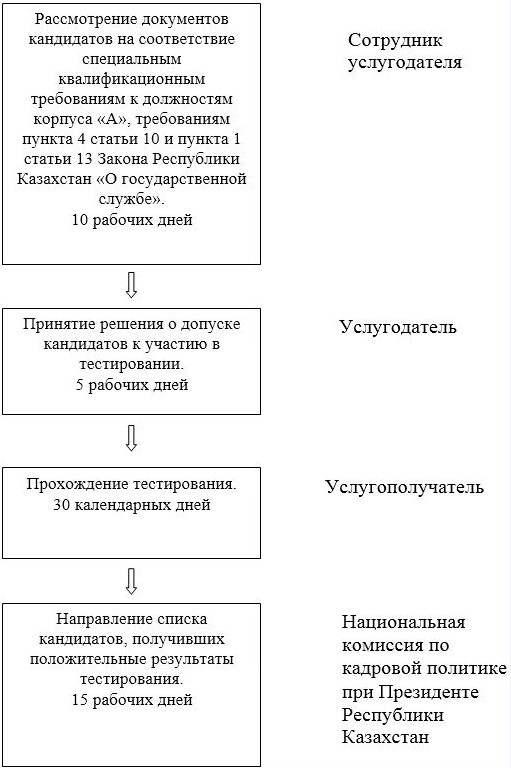 Рассмотрение документов
кандидатов на соответствие
специальным
квалификационным
требованиям к должностям
корпуса «А», требованиям
пункта 4 статьи 10 и пункта 1
статьи 13 Закона Республики
Казахстан «О государственной
службе».
10 рабочих дней
Сотрудник
услугодателя
Принятие решения о допуске
кандидатов к участию в
тестировании.
5 рабочих дней
Услугодатель
Прохождение тестирования.
30 календарных дней
Услугополучатель
Направление списка
кандидатов, получивших
положительные результаты
тестирования.
15 рабочих дней
Национальная
комиссия по
кадровой политике
при Президенте
Республики
Казахстан